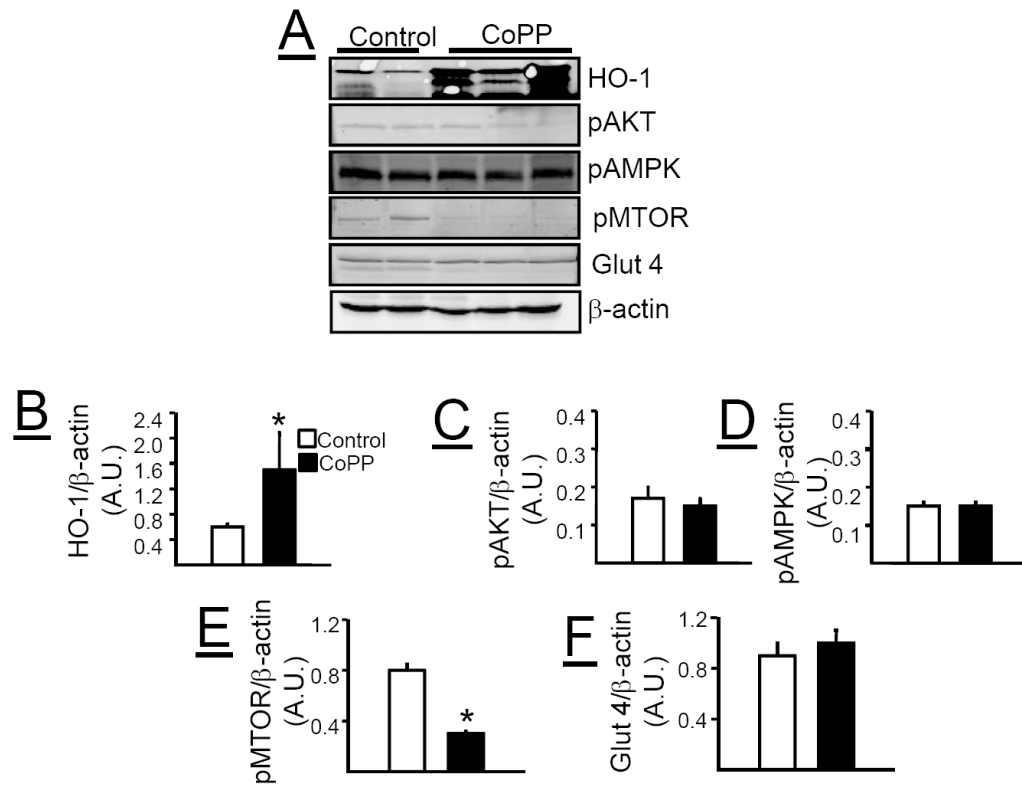 A
Control CoPP
HO-1
pAKT
pAMPK
pMTOR
Glut 4
β-actin
B
HO-1/β-actin
(A.U.)
2.4
2.0
1.6
1.2
0.8
0.4
*
Control
CoPP
C
pAKT/β-actin
(A.U.)
0.4
0.3
0.2
0.1
D
pAMPK/β-actin
(A.U.)
0.4
0.3
0.2
0.1
E
pMTOR/β-actin
(A.U.)
1.2
0.8
0.4
*
F
Glut 4/β-actin
(A.U.)
1.2
0.8
0.4